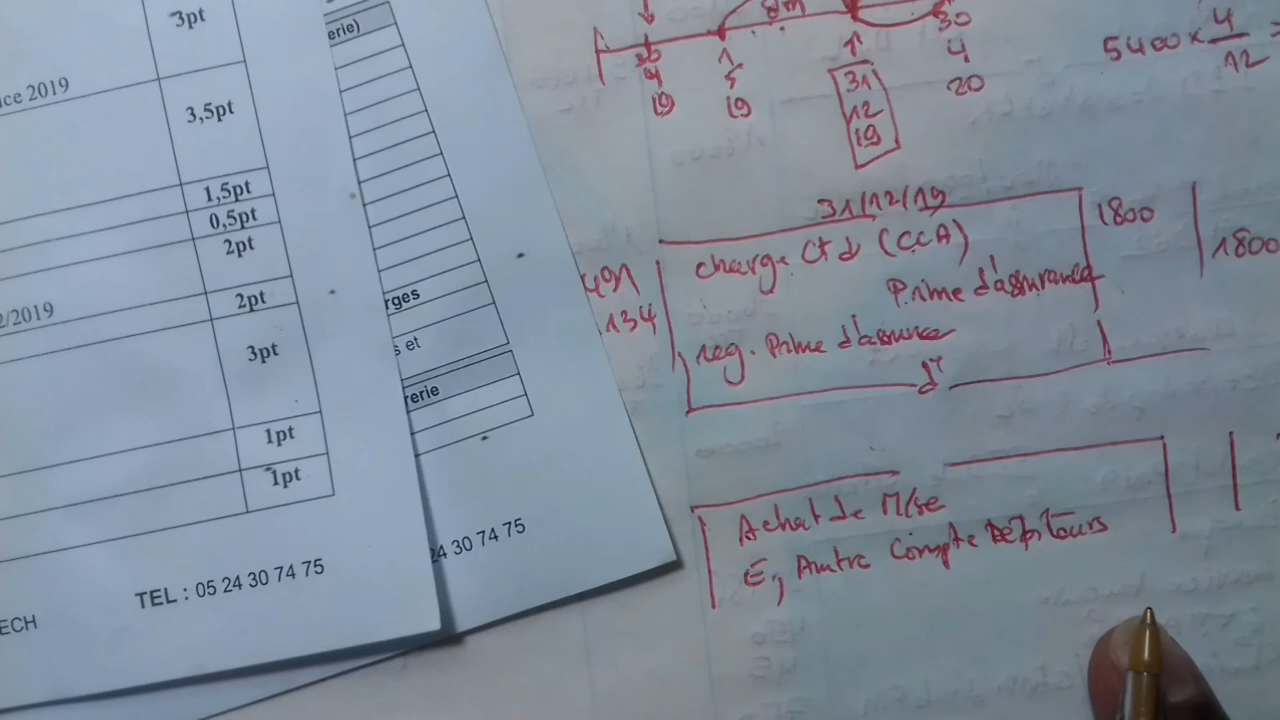 3pt
ice 2019
3,5pt
1,5pt
0,5pt
2pt
2/2019
2pt
3pt
1pt
1pt
TEL : 05 24 30 74 75
ECH
erie)
rges
s et
rerie
24 30 74 75
30
4
19
1
5
19
31
12
19
30
4
20
5400 × 4/12 =
31/12/19
491
134
charge Ct d (CCA)
1800
Prime d'assurance
1800
reg. Prime d'assurance
d°
Achat de M/se
E, Autre Compte Débiteurs